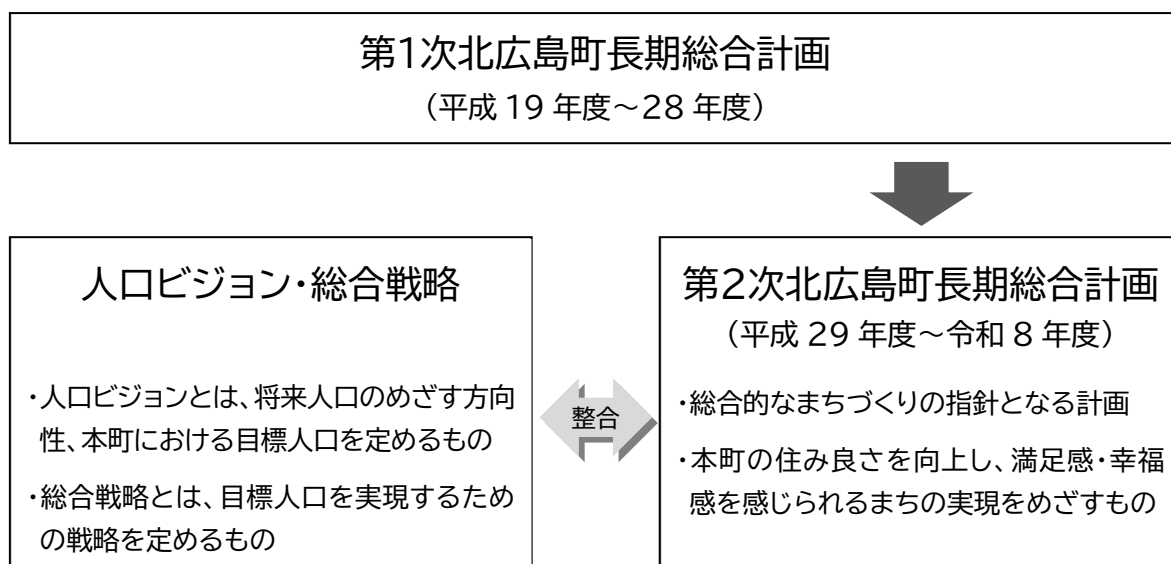 第1次北広島町長期総合計画
（平成 19 年度～28 年度）
人口ビジョン・総合戦略
・人口ビジョンとは、将来人口のめざす方向
性、本町における目標人口を定めるもの
・総合戦略とは、目標人口を実現するため
の戦略を定めるもの
整合
第2次北広島町長期総合計画
（平成 29 年度～令和 8 年度）
・総合的なまちづくりの指針となる計画
・本町の住み良さを向上し、満足感・幸福
感を感じられるまちの実現をめざすもの